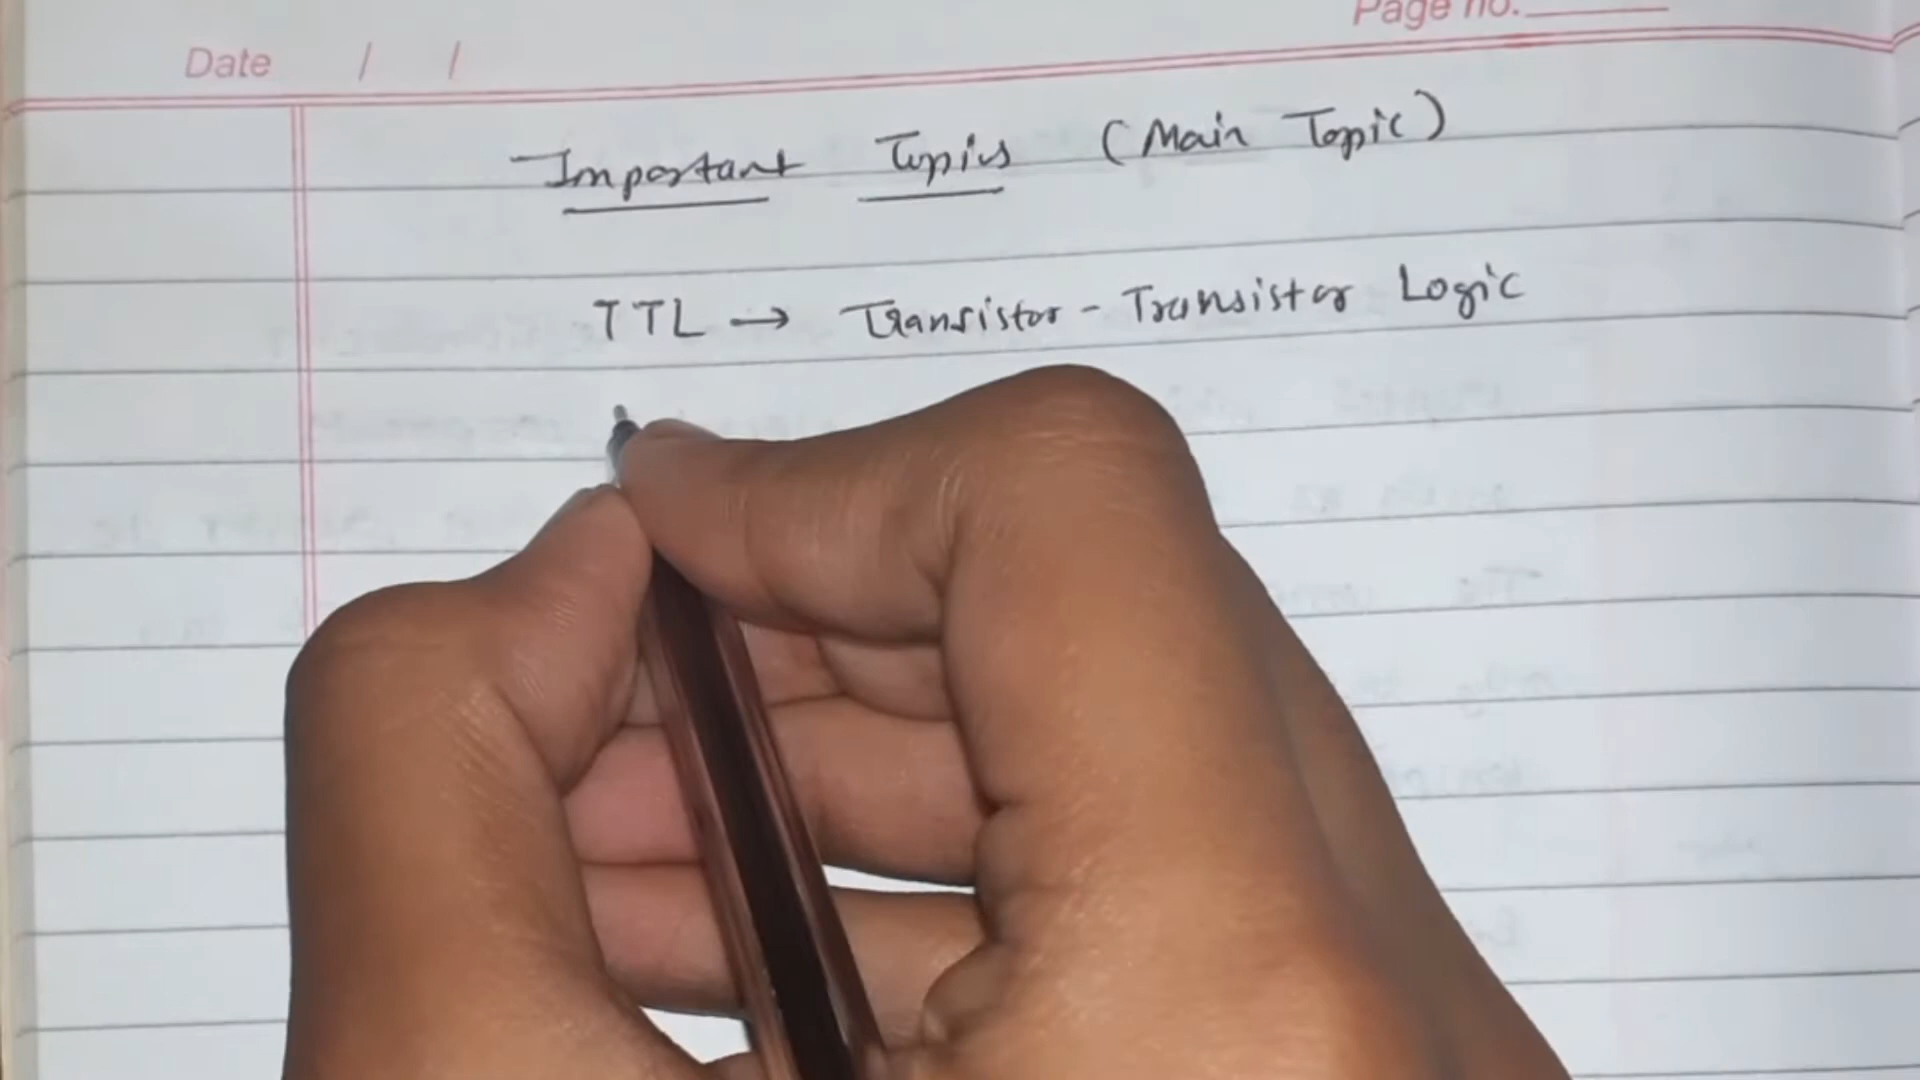 Page no.
Date / /
Important Topics (Main Topic)
TTL → Transistor - Transistor Logic